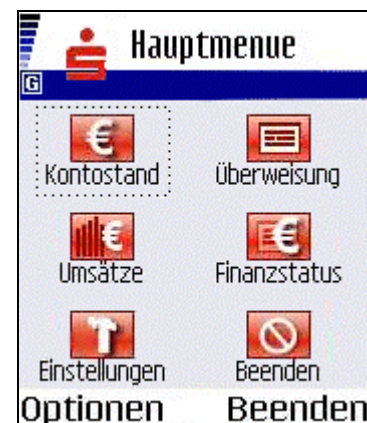 Hauptmenue
G
Kontostand Überweisung
Umsätze Finanzstatus
Einstellungen Beenden
Optionen Beenden